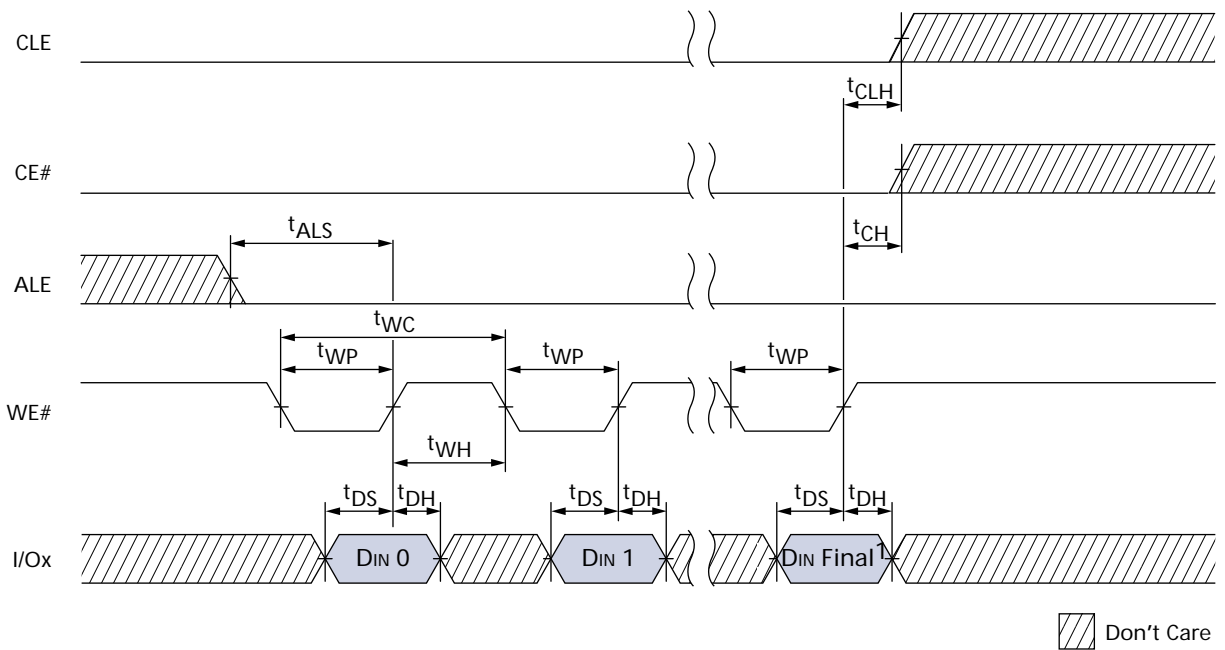 CLE
tCLH
CE#
tALS
tCH
ALE
tWC
tWP
tWP
tWP
WE#
tWH
tDS
tDH
tDS
tDH
tDS
tDH
I/Ox
DIN 0
DIN 1
DIN Final1
Don't Care